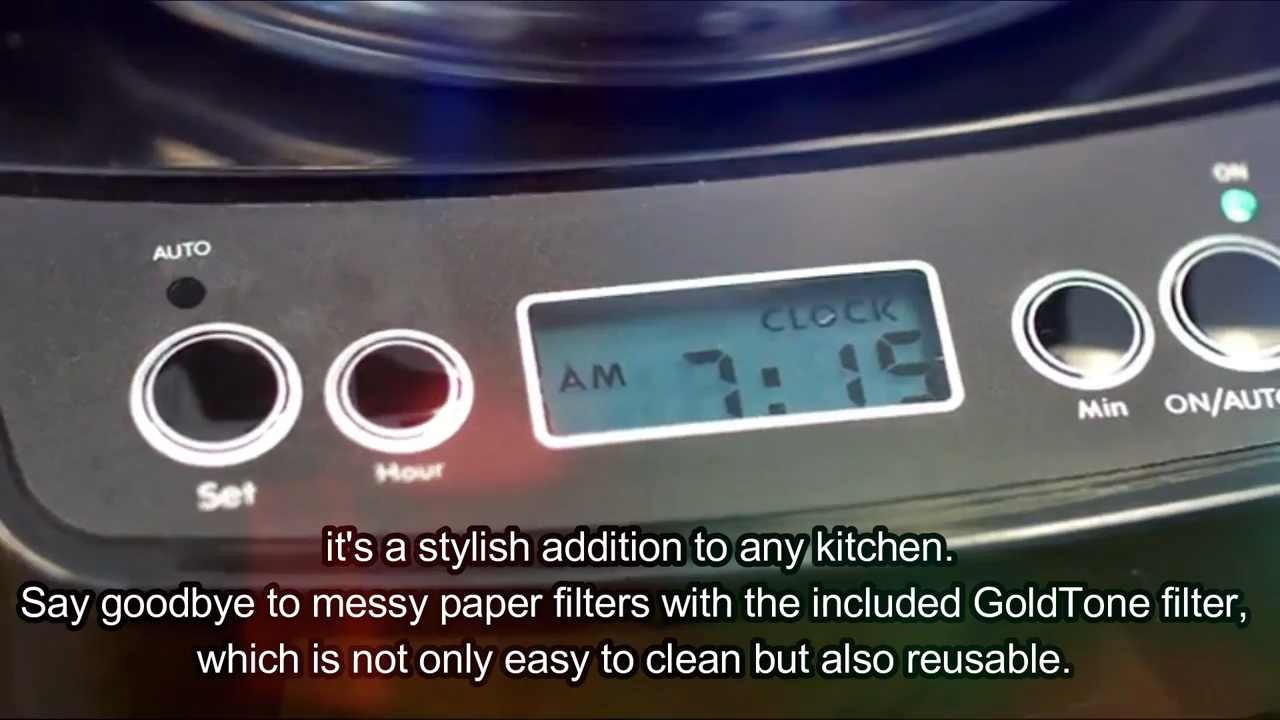 ON
AUTO
CLOCK
AM 7:15
Set
Hour
Min
ON/AUTO
it's a stylish addition to any kitchen.
Say goodbye to messy paper filters with the included GoldTone filter,
which is not only easy to clean but also reusable.